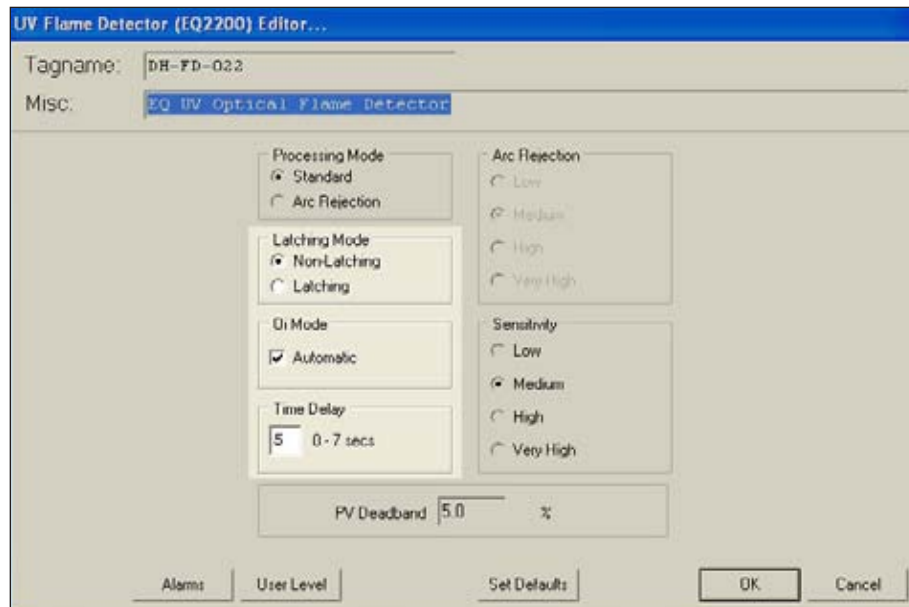 UV Flame Detector (EQ2200) Editor...
Tagname: DH-FD-022
Misc: EQ UV Optical Flame Detector
Processing Mode
Standard
Arc Rejection
Latching Mode
Non-Latching
Latching
Oi Mode
Automatic
Time Delay
5 0 - 7 secs
Arc Rejection
Low
Medium
High
Very High
Sensitivity
Low
Medium
High
Very High
PV Deadband 5.0 %
Alarms User Level Set Defaults OK Cancel